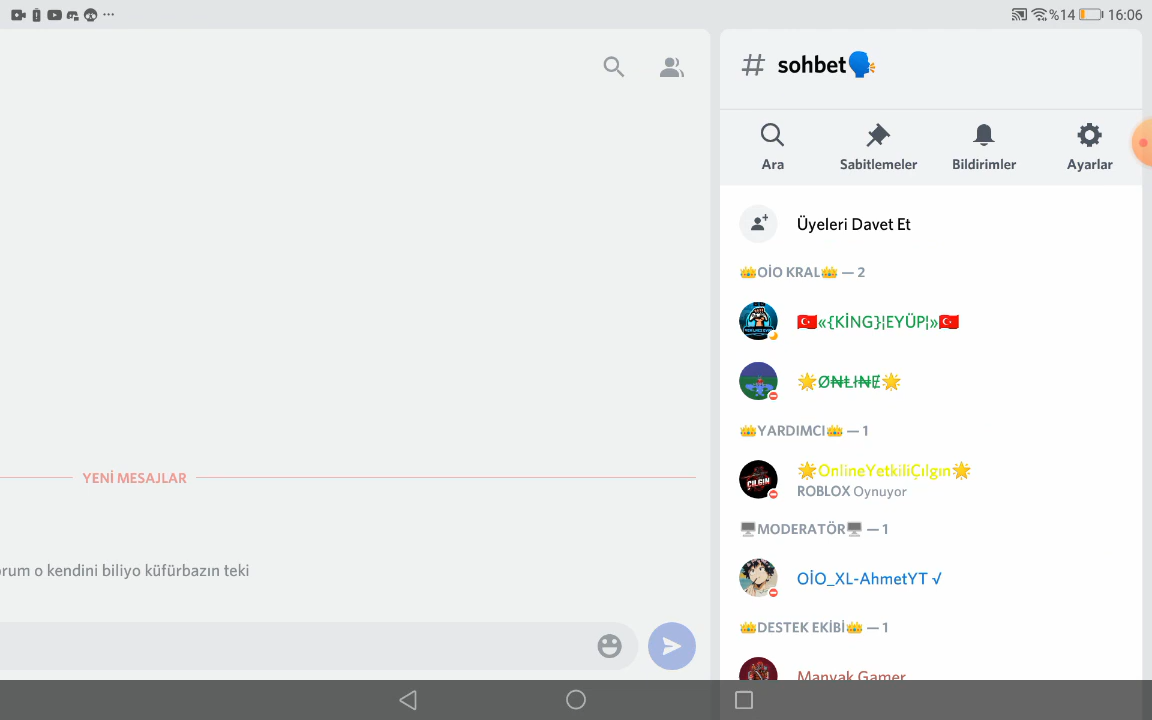 %14 16:06
# sohbet🗣
Ara
Sabitlemeler
Bildirimler
Ayarlar
Üyeleri Davet Et
👑OİO KRAL👑 — 2
🇹🇷«{KİNG}¦EYÜP¦»🇹🇷
🌟Ø₦Ł₦Ɇ🌟
👑YARDIMCI👑 — 1
🌟OnlineYetkiliÇılgın🌟
ROBLOX Oynuyor
🖥MODERATÖR🖥 — 1
OİO_XL-AhmetYT √
👑DESTEK EKİBİ👑 — 1
Manyak Gamer
YENİ MESAJLAR
orum o kendini biliyo küfürbazın teki
ÇILGIN